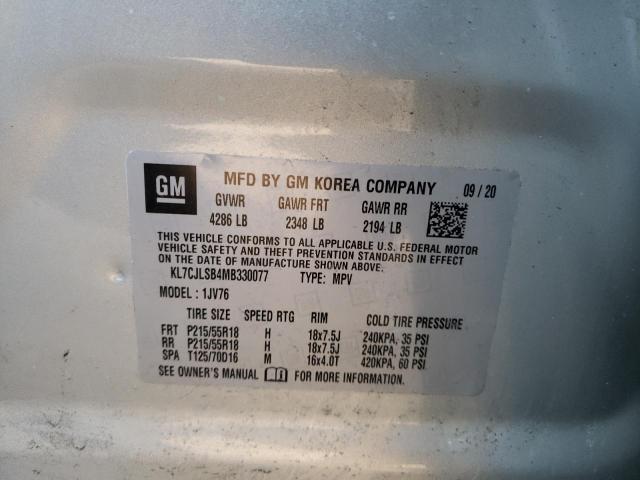 GM MFD BY GM KOREA COMPANY 09/20
GVWR GAWR FRT GAWR RR
4286 LB 2348 LB 2194 LB
THIS VEHICLE CONFORMS TO ALL APPLICABLE U.S. FEDERAL MOTOR
VEHICLE SAFETY AND THEFT PREVENTION STANDARDS IN EFFECT
ON THE DATE OF MANUFACTURE SHOWN ABOVE.
KL7CJLSB4MB330077 TYPE: MPV
MODEL: 1JV76
TIRE SIZE SPEED RTG RIM COLD TIRE PRESSURE
FRT P215/55R18 H 18x7.5J 240KPA, 35 PSI
RR P215/55R18 H 18x7.5J 240KPA, 35 PSI
SPA T125/70D16 M 16x4.0T 420KPA, 60 PSI
SEE OWNER'S MANUAL FOR MORE INFORMATION.